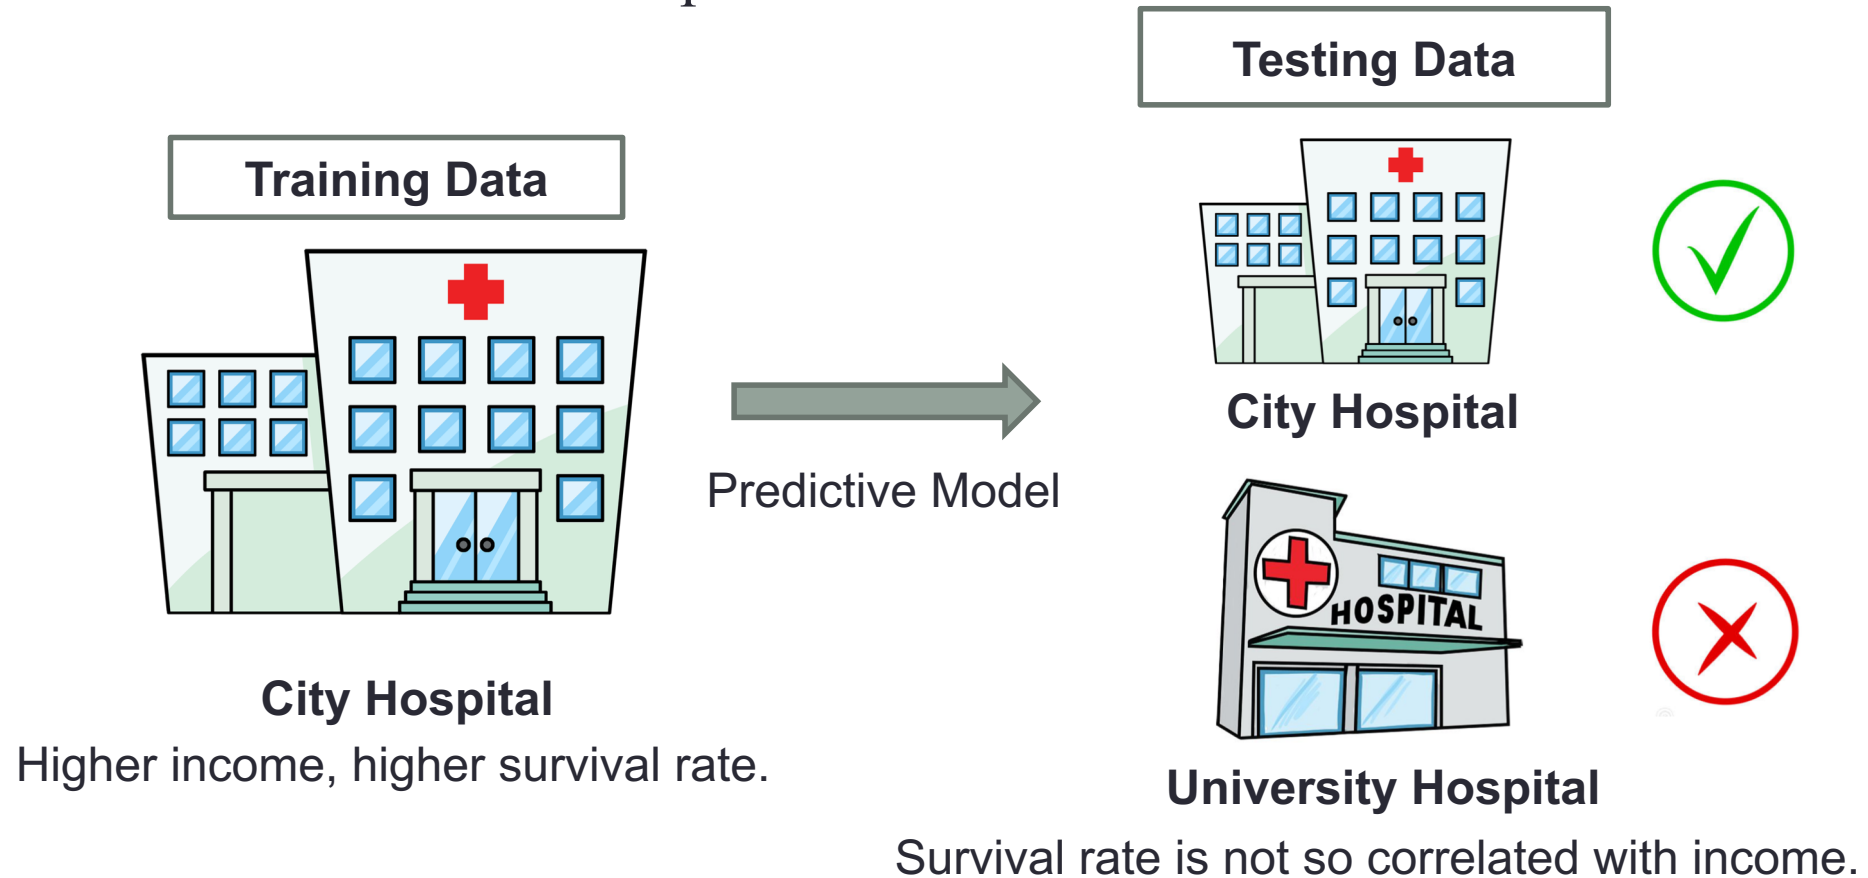 Testing Data
Training Data
City Hospital
Predictive Model
HOSPITAL
City Hospital
Higher income, higher survival rate.
University Hospital
Survival rate is not so correlated with income.